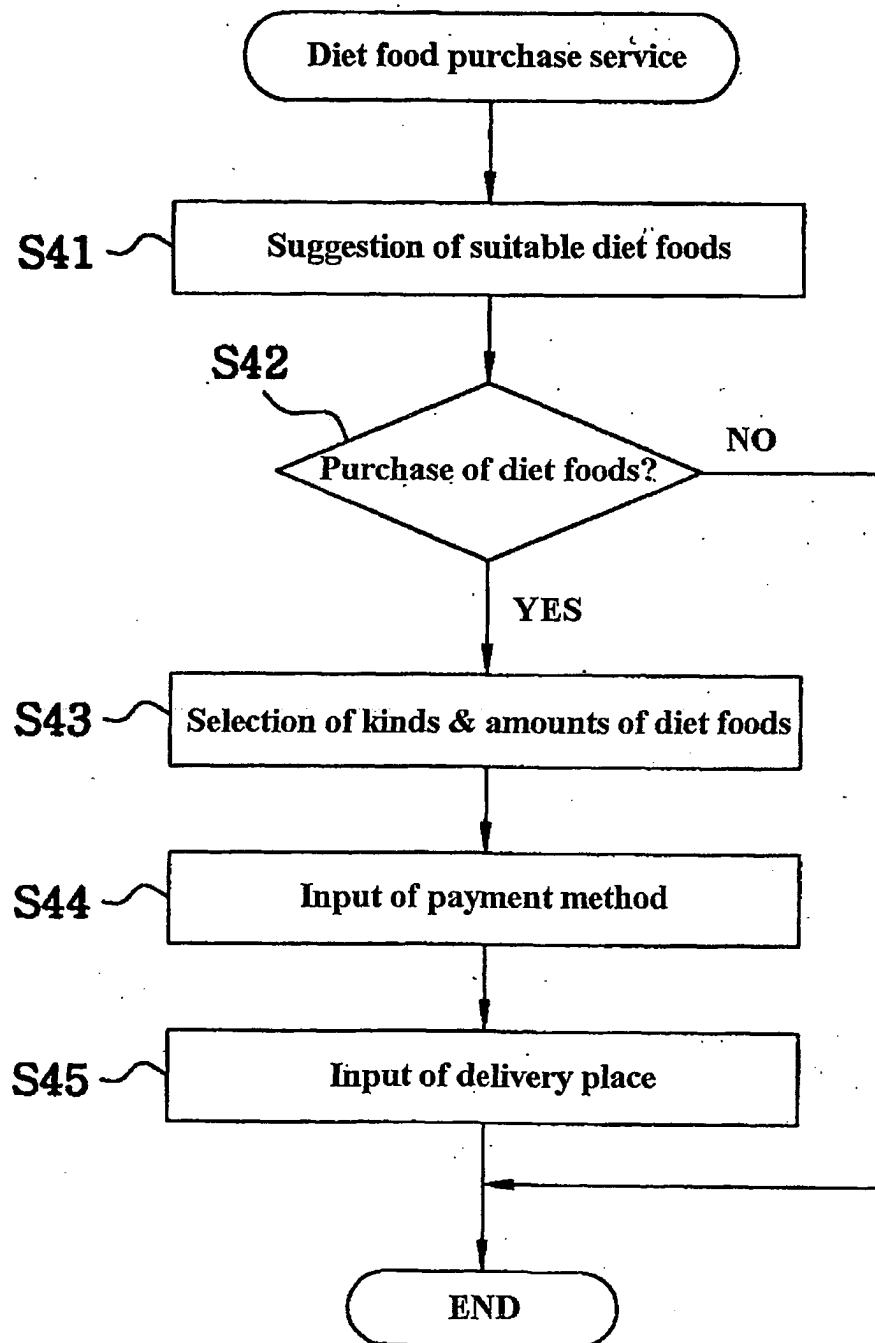 Diet food purchase service
S41
Suggestion of suitable diet foods
S42
Purchase of diet foods?
NO
YES
S43
Selection of kinds & amounts of diet foods
S44
Input of payment method
S45
Input of delivery place
END